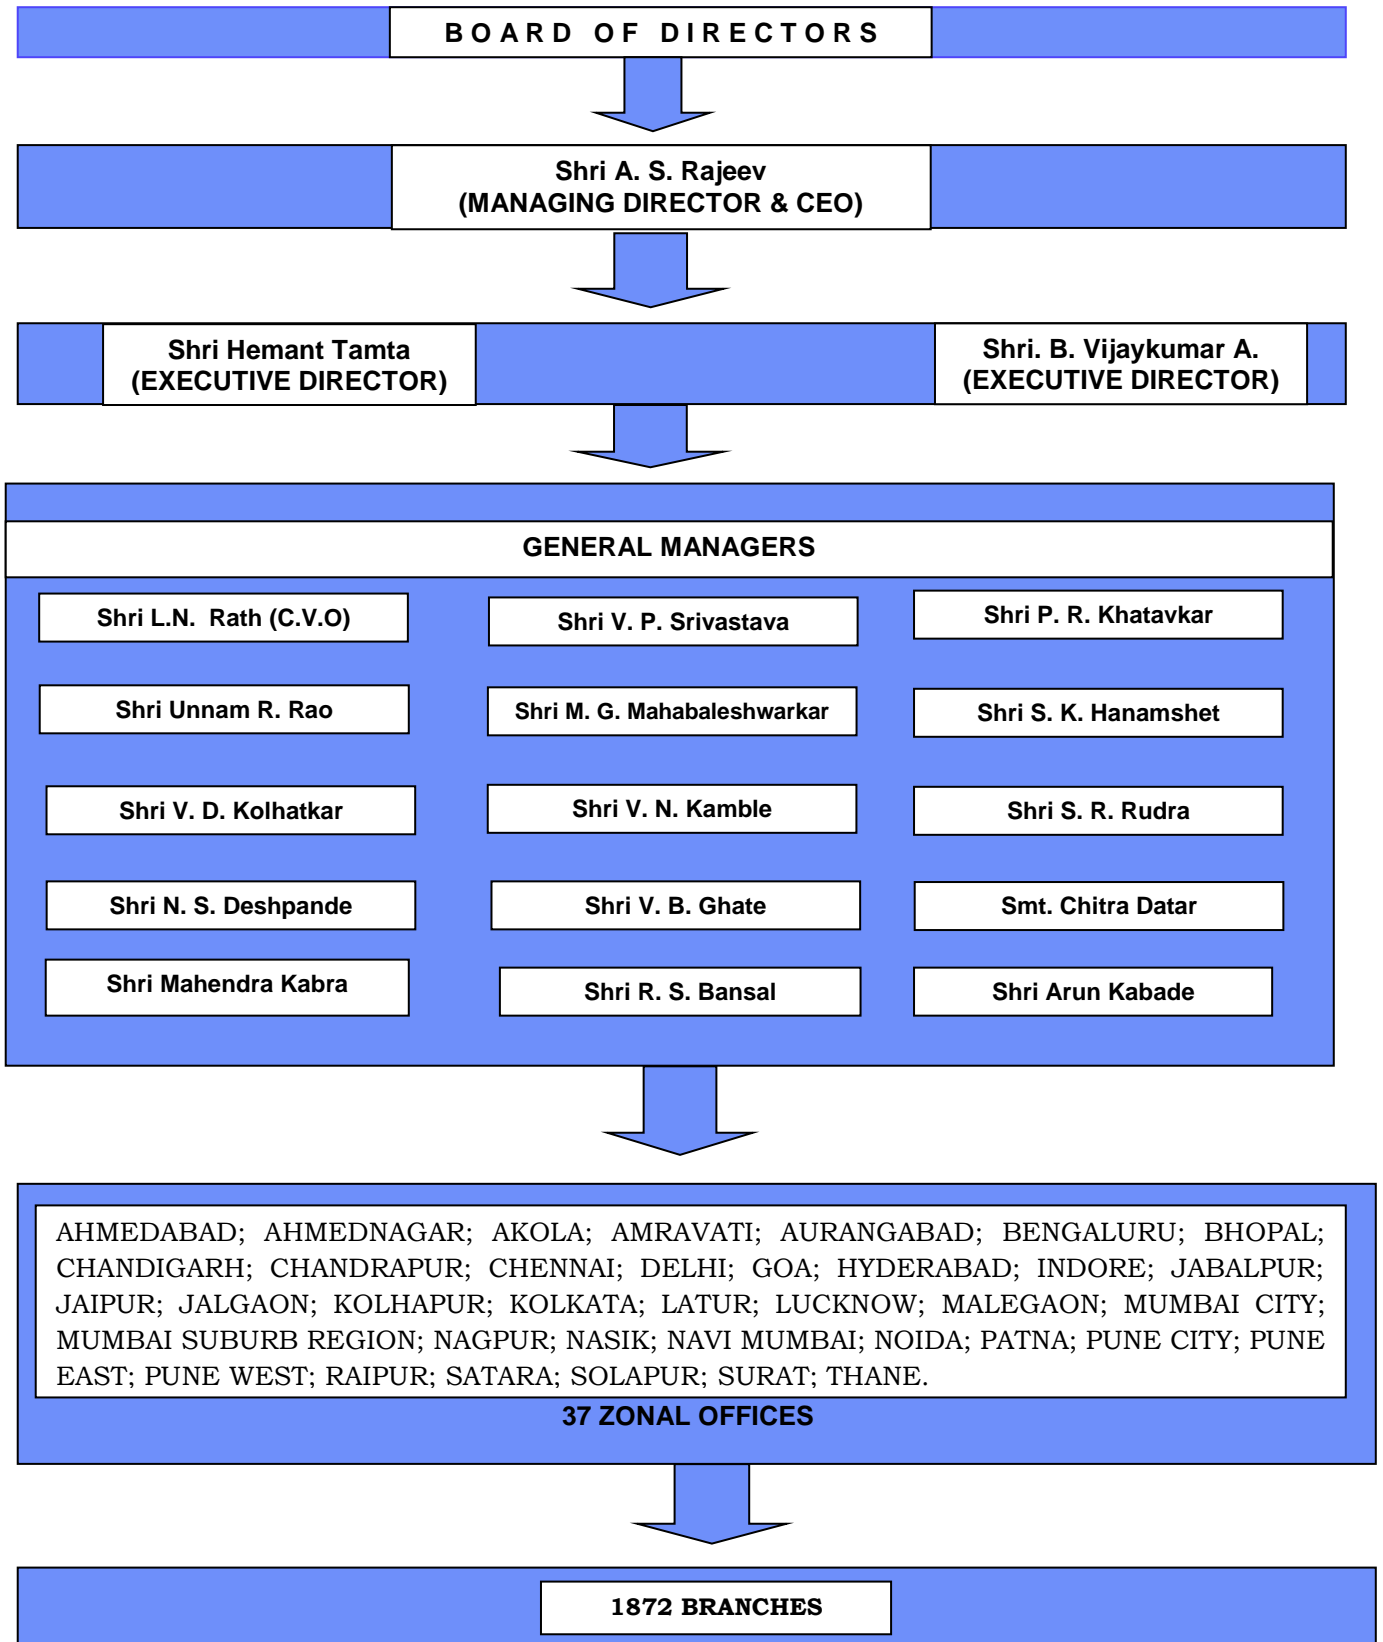 BOARD OF DIRECTORS
Shri A. S. Rajeev
(MANAGING DIRECTOR & CEO)
Shri Hemant Tamta
(EXECUTIVE DIRECTOR)
Shri. B. Vijaykumar A.
(EXECUTIVE DIRECTOR)
GENERAL MANAGERS
Shri L.N. Rath (C.V.O)
Shri V. P. Srivastava
Shri P. R. Khatavkar
Shri Unnam R. Rao
Shri M. G. Mahabaleshwarkar
Shri S. K. Hanamshet
Shri V. D. Kolhatkar
Shri V. N. Kamble
Shri S. R. Rudra
Shri N. S. Deshpande
Shri V. B. Ghate
Smt. Chitra Datar
Shri Mahendra Kabra
Shri R. S. Bansal
Shri Arun Kabade
AHMEDABAD; AHMEDNAGAR; AKOLA; AMRAVATI; AURANGABAD; BENGALURU; BHOPAL;
CHANDIGARH; CHANDRAPUR; CHENNAI; DELHI; GOA; HYDERABAD; INDORE; JABALPUR;
JAIPUR; JALGAON; KOLHAPUR; KOLKATA; LATUR; LUCKNOW; MALEGAON; MUMBAI CITY;
MUMBAI SUBURB REGION; NAGPUR; NASIK; NAVI MUMBAI; NOIDA; PATNA; PUNE CITY; PUNE
EAST; PUNE WEST; RAIPUR; SATARA; SOLAPUR; SURAT; THANE.
37 ZONAL OFFICES
1872 BRANCHES